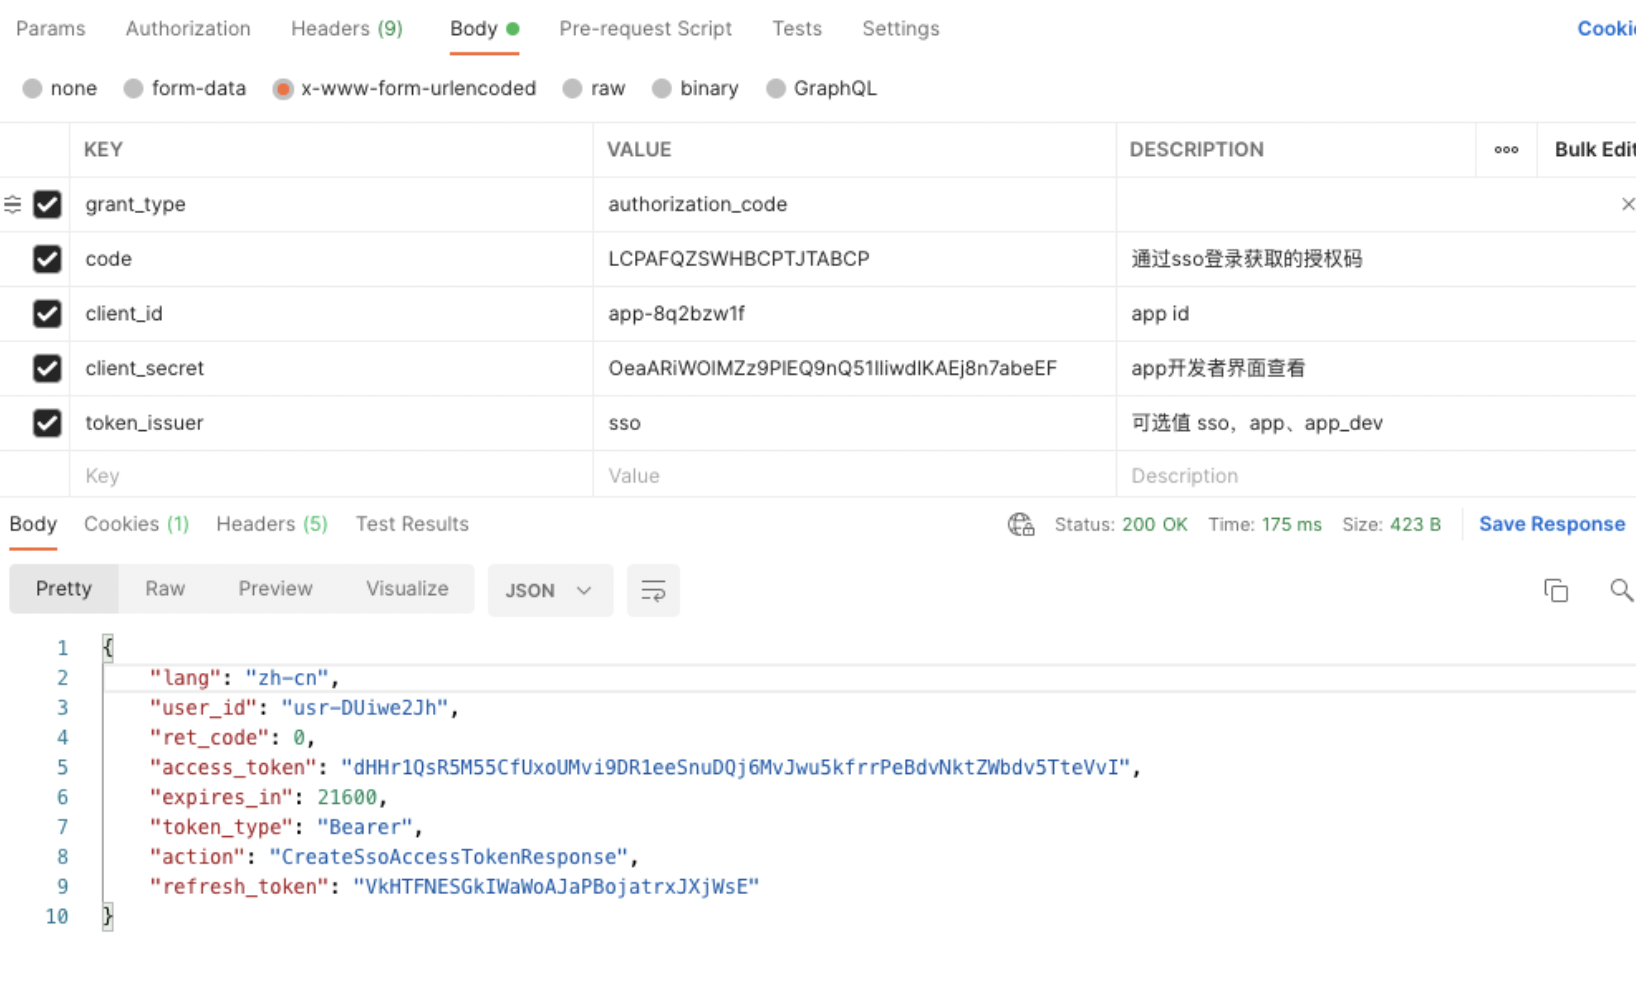 Params Authorization Headers (9) Body Pre-request Script Tests Settings Cookie
none form-data x-www-form-urlencoded raw binary GraphQL
KEY VALUE DESCRIPTION ooo Bulk Edit
grant_type authorization_code
code LCPAFQZSWHBCPTJTABCP 通过sso登录获取的授权码
client_id app-8q2bzw1f app id
client_secret app开发者界面查看
token_issuer sso 可选值 sso，app、app_dev
Key Value Description
Body Cookies (1) Headers (5) Test Results Status: 200 OK Time: 175 ms Size: 423 B Save Response
Pretty Raw Preview Visualize JSON
1 {
2 "lang": "zh-cn",
3 "user_id": "usr-DUiwe2Jh",
4 "ret_code": 0,
5 "access_token": "dHHr1QsR5M55CfUxoUMvi9DR1eeSnuDQj6MvJwu5kfrrPeBdvNktZWbdv5TteVvI",
6 "expires_in": 21600,
7 "token_type": "Bearer",
8 "action": "CreateSsoAccessTokenResponse",
9 "refresh_token": "VkHTFNESGkIWaWoAJaPBojatrxJXjWsE"
10 }